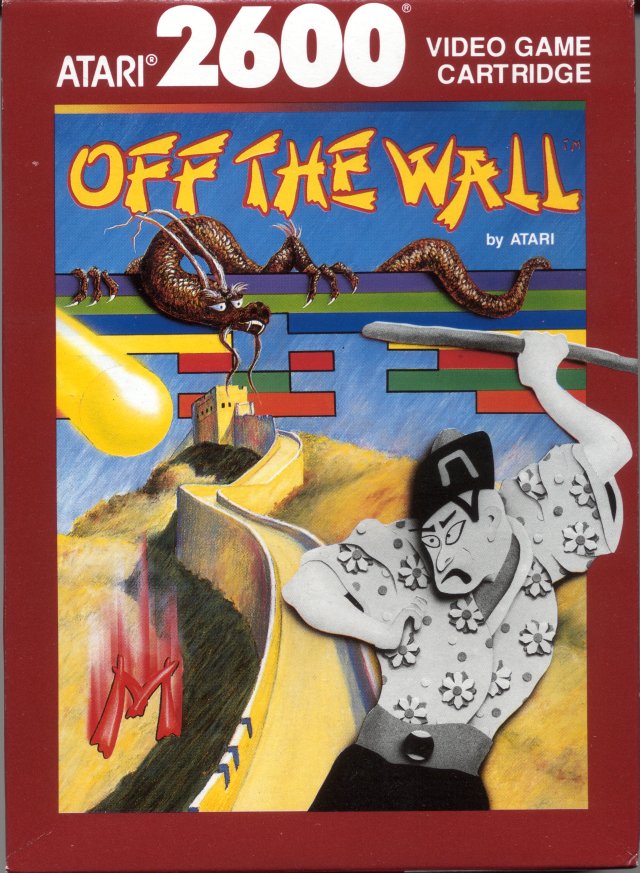 ATARI® 2600®
VIDEO GAME
CARTRIDGE
OFF THE WALL™
by ATARI
M